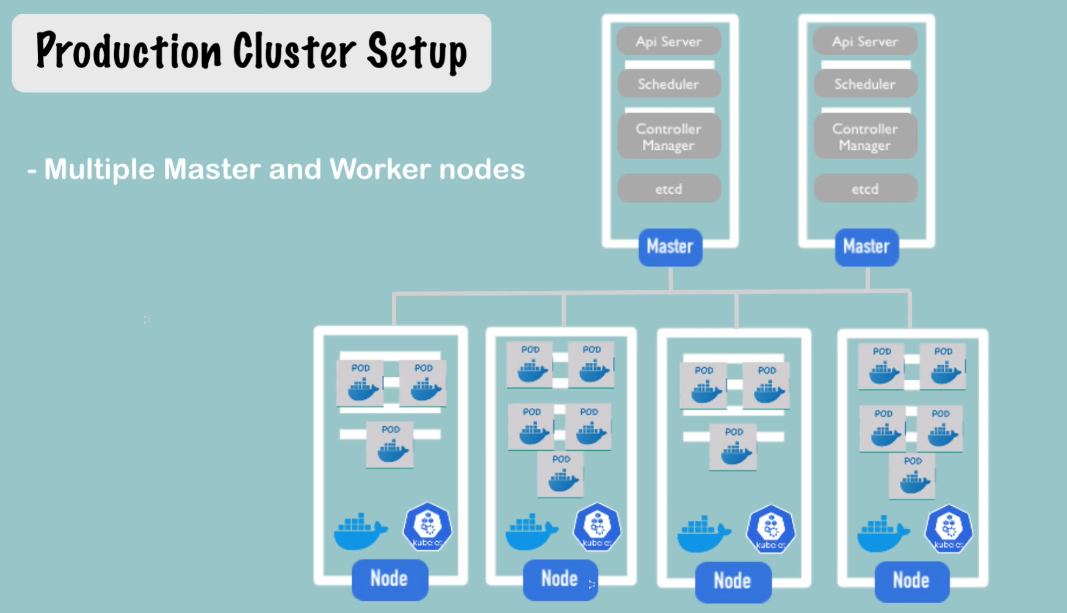 Production Cluster Setup
- Multiple Master and Worker nodes
Api Server
Scheduler
Controller
Manager
etcd
Master
Api Server
Scheduler
Controller
Manager
etcd
Master
POD
POD
POD
kubelet
Node
POD
POD
POD
POD
POD
kubelet
Node
POD
POD
POD
kubelet
Node
POD
POD
POD
POD
POD
kubelet
Node